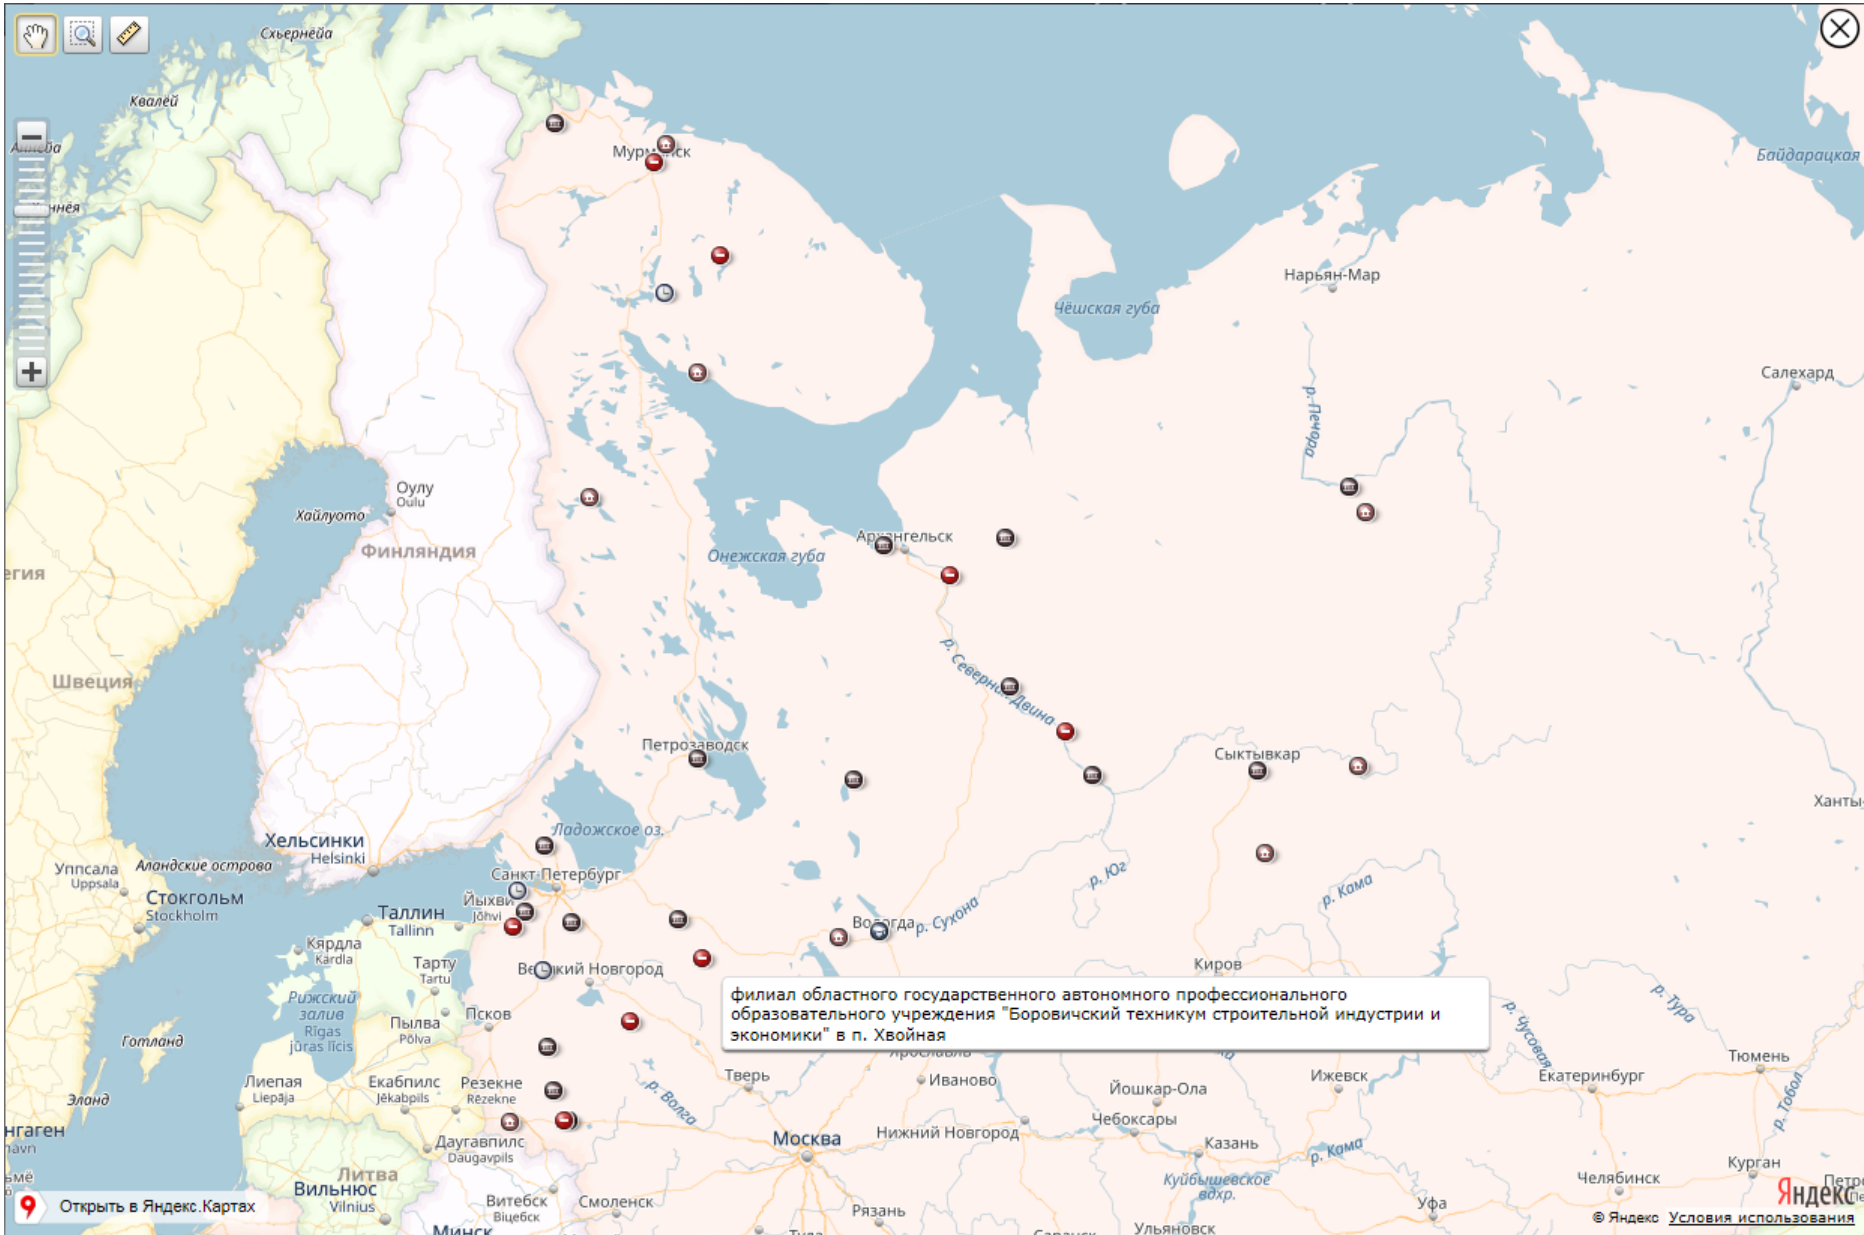 Схьернёйа
Квалёй
Байдарацкая
Мурманск
Нарьян-Мар
Чёшская губа
Салехард
р. Печора
Оулу
Oulu
Хайлуото
Финляндия
Архангельск
Онежская губа
р. Северная Двина
Швеция
Петрозаводск
Сыктывкар
Ладожское оз.
Хельсинки
Helsinki
Аландские острова
Уппсала
Uppsala
Стокгольм
Stockholm
Санкт-Петербург
Йыхви
Jõhvi
Таллин
Tallinn
р. Юг
р. Кама
Вологда
р. Сухона
Кярдла
Kärdla
Тарту
Tartu
Великий Новгород
Киров
Рижский
залив
Rīgas
jūras līcis
Пылва
Põlva
Псков
филиал областного государственного автономного профессионального
образовательного учреждения "Боровичский техникум строительной индустрии и
экономики" в п. Хвойная
р. Чусовая
р. Тура
Готланд
Ярославль
Тюмень
Лиепая
Liepāja
Екабпилс
Jēkabpils
Резекне
Rēzekne
р. Волга
Тверь
Иваново
Йошкар-Ола
Ижевск
Екатеринбург
р. Тобол
Эланд
Чебоксары
Москва
Нижний Новгород
Казань
р. Кама
Даугавпилс
Daugavpils
Литва
Вильнюс
Vilnius
Куйбышевское
вдхр.
Челябинск
Курган
Витебск
Віцебск
Смоленск
Рязань
Уфа
Ульяновск
Минск
Открыть в Яндекс.Картах
Яндекс
© Яндекс Условия использования